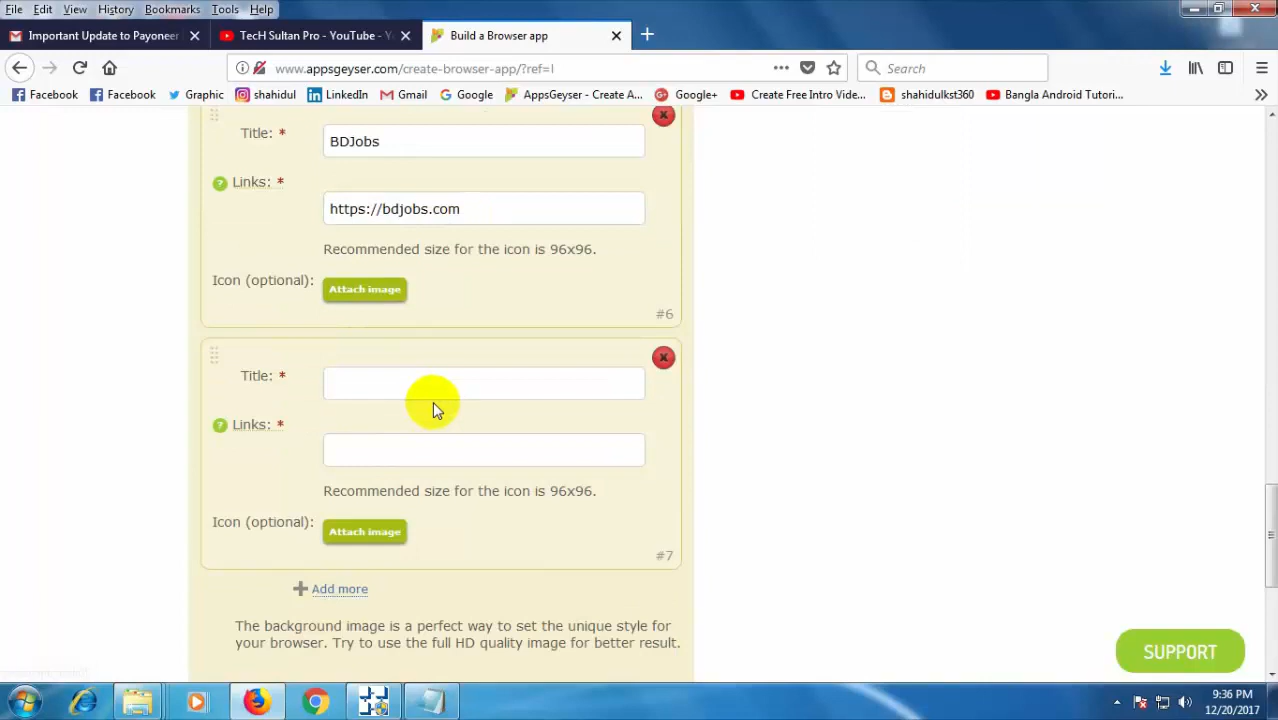 File Edit View History Bookmarks Tools Help
Important Update to Payoneer
TecH Sultan Pro - YouTube - Y
Build a Browser app
www.appsgeyser.com/create-browser-app/?ref=l
Search
Facebook Facebook Graphic shahidul LinkedIn Gmail Google AppsGeyser - Create A... Google+ Create Free Intro Vide... shahidulkst360 Bangla Android Tutori...
Title: *
BDJobs
? Links: *
https://bdjobs.com
Recommended size for the icon is 96x96.
Icon (optional):
Attach image
#6
Title: *
? Links: *
Recommended size for the icon is 96x96.
Icon (optional):
Attach image
#7
Add more
The background image is a perfect way to set the unique style for
your browser. Try to use the full HD quality image for better result.
SUPPORT
9:36 PM
12/20/2017